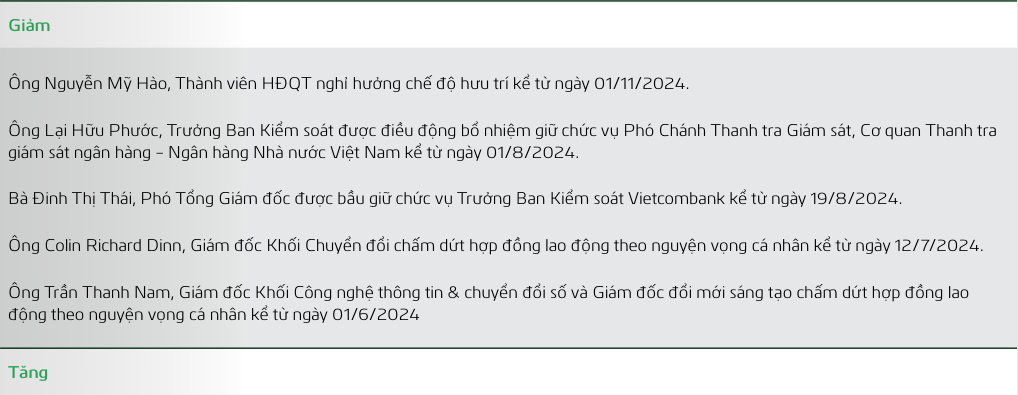 Giảm
Ông Nguyễn Mỹ Hào, Thành viên HĐQT nghỉ hưởng chế độ hưu trí kể từ ngày 01/11/2024.
Ông Lại Hữu Phước, Trưởng Ban Kiểm soát được điều động bổ nhiệm giữ chức vụ Phó Chánh Thanh tra Giám sát, Cơ quan Thanh tra
giám sát ngân hàng – Ngân hàng Nhà nước Việt Nam kể từ ngày 01/8/2024.
Bà Đinh Thị Thái, Phó Tổng Giám đốc được bầu giữ chức vụ Trưởng Ban Kiểm soát Vietcombank kể từ ngày 19/8/2024.
Ông Colin Richard Dinn, Giám đốc Khối Chuyển đổi chấm dứt hợp đồng lao động theo nguyện vọng cá nhân kể từ ngày 12/7/2024.
Ông Trần Thanh Nam, Giám đốc Khối Công nghệ thông tin & chuyển đổi số và Giám đốc đổi mới sáng tạo chấm dứt hợp đồng lao
động theo nguyện vọng cá nhân kể từ ngày 01/6/2024
Tăng